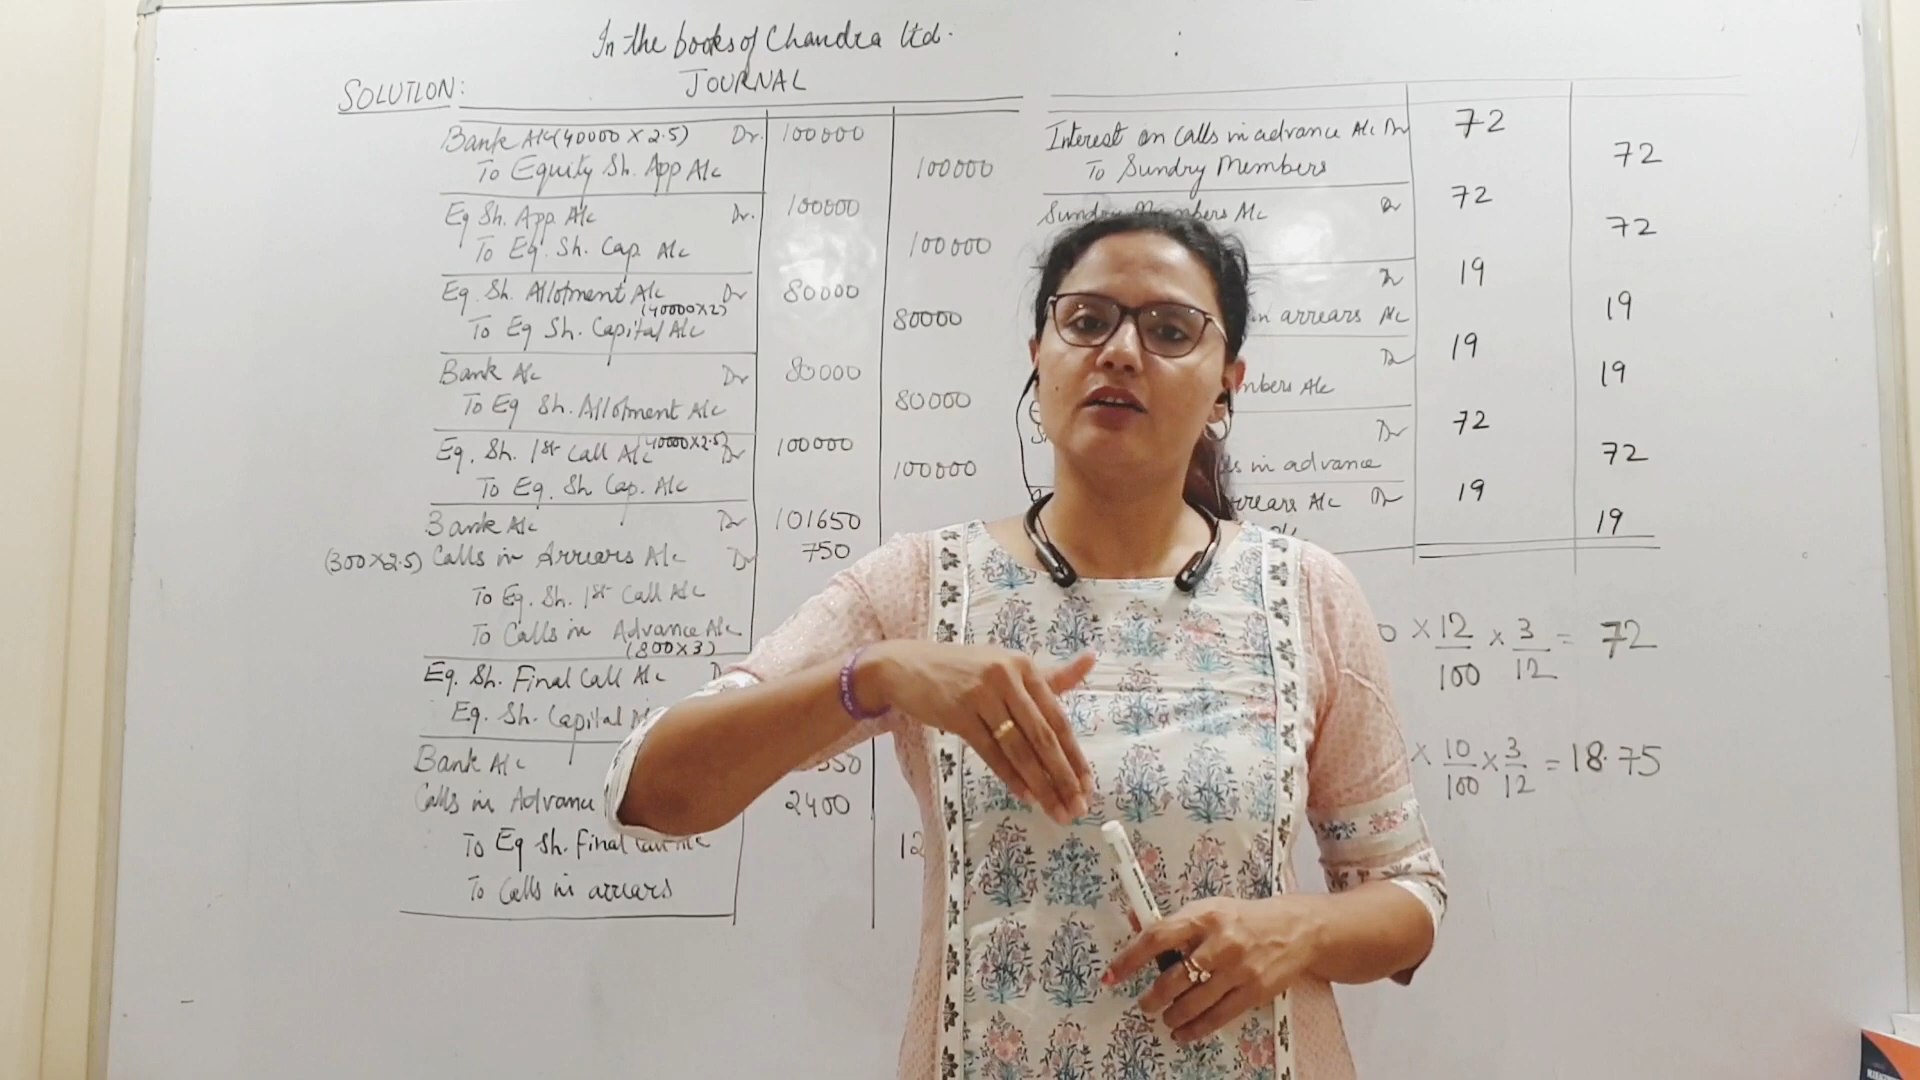 In the books of Chandra Ltd.
JOURNAL
SOLUTION:
Bank A/c (40000 X 2.5) Dr. 100000
To Equity Sh. App A/c 100000
Eq Sh. App. A/c Dr. 100000
To Eq. Sh. Cap. A/c 100000
Eq. Sh. Allotment A/c Dr 80000
(40000X2)
To Eq Sh. Capital A/c 80000
Bank A/c Dr 80000
To Eq Sh. Allotment A/c 80000
Eq. Sh. 1st Call A/c (40000X2.5) Dr 100000
To Eq. Sh Cap. A/c 100000
Bank A/c Dr 101650
(300X2.5) Calls in Arrears A/c Dr 750
To Eq. Sh. 1st Call A/c
To Calls in Advance A/c
(800X3)
Eq. Sh. Final Call A/c
Eq. Sh. Capital
Bank A/c 350
Calls in Advance 2400
To Eq Sh. Final Call A/c 12
To Calls in arrears
Interest on Calls in advance A/c Dr 72
To Sundry Members 72
Sundry Members A/c Dr 72
72
Dr 19
in arrears A/c 19
Dr 19
mbers A/c 19
Dr 72
in advance 72
A/c Dr 19
19
0 X 12/100 X 3/12 = 72
X 10/100 X 3/12 = 18.75